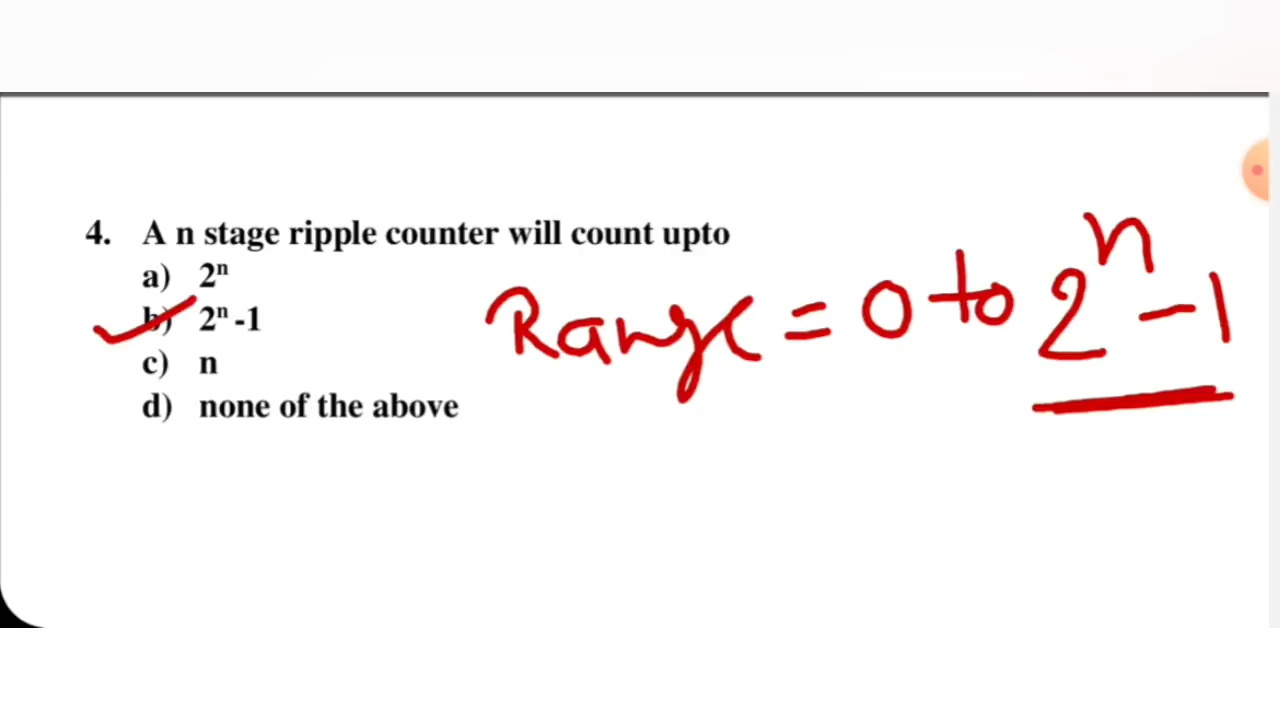 4. A n stage ripple counter will count upto
a) 2ⁿ
b) 2ⁿ -1
c) n
d) none of the above
Range = 0 to 2ⁿ - 1